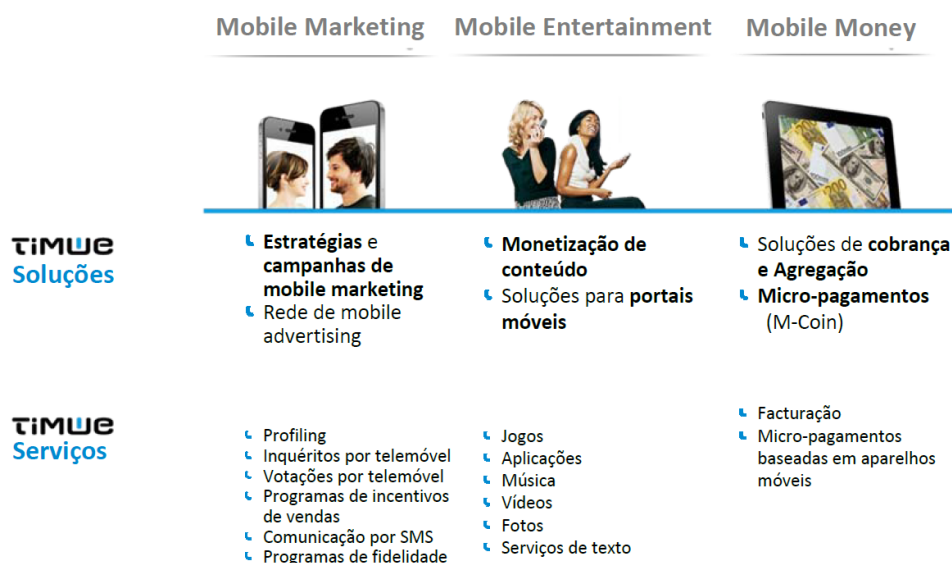 Mobile Marketing
Mobile Entertainment
Mobile Money
TIMWE
Soluções
Estratégias e
campanhas de
mobile marketing
Rede de mobile
advertising
Monetização de
conteúdo
Soluções para portais
móveis
Soluções de cobrança
e Agregação
Micro-pagamentos
(M-Coin)
TIMWE
Serviços
Profiling
Inquéritos por telemóvel
Votações por telemóvel
Programas de incentivos
de vendas
Comunicação por SMS
Programas de fidelidade
Jogos
Aplicações
Música
Vídeos
Fotos
Serviços de texto
Facturação
Micro-pagamentos
baseadas em aparelhos
móveis